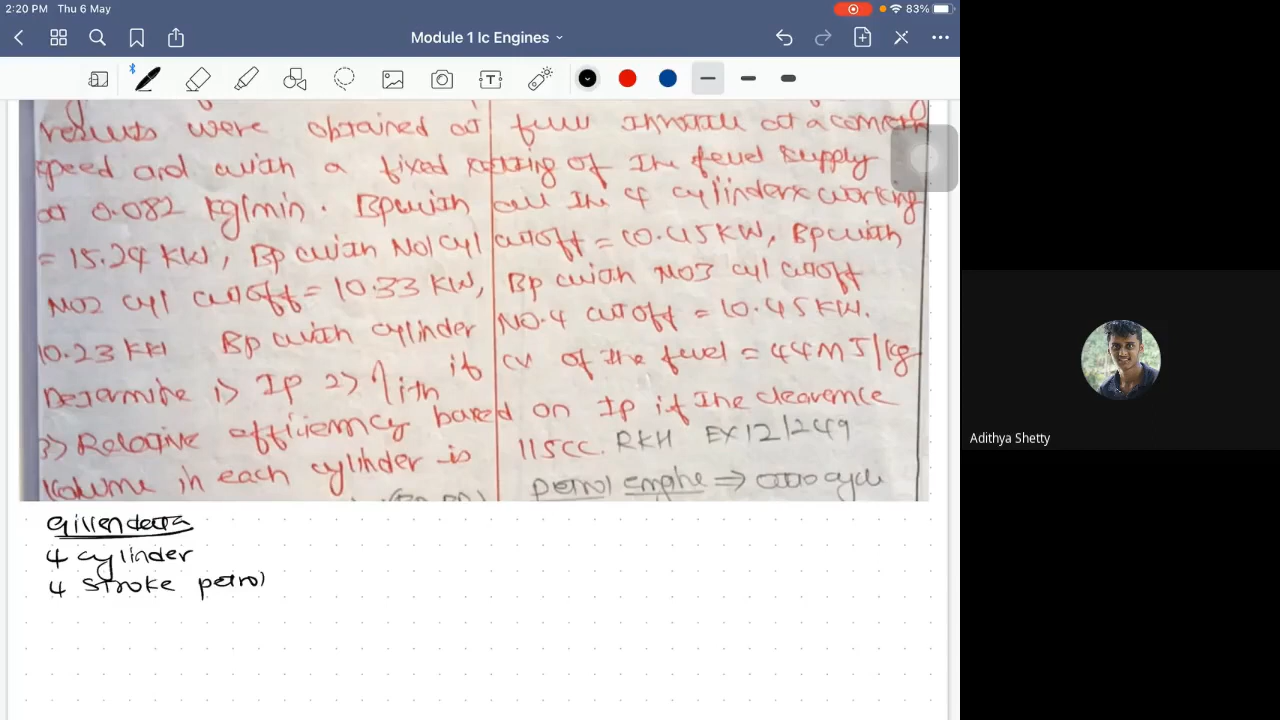 2:20 PM Thu 6 May
83%
Module 1 Ic Engines
results were obtained at full throttle at a constant
speed and with a fixed setting of the fuel supply
at 0.082 kg/min. Bp with all the 4 cylinders working
= 15.24 KW, Bp with No1 cyl cutoff = 10.45 KW, Bp with
NO2 cyl cutoff = 10.33 KW, Bp with NO3 cyl cutoff
10.23 KW Bp with cylinder NO.4 cutoff = 10.45 KW.
Determine i> Ip 2> ηith if cv of the fuel = 44 MJ/kg
3> Relative efficiency based on Ip if the clearence
volume in each cylinder is 115cc. RKH EX 12/249
petrol engine ⇒ otto cycle
Given data
4 cylinder
4 stroke petrol
Adithya Shetty